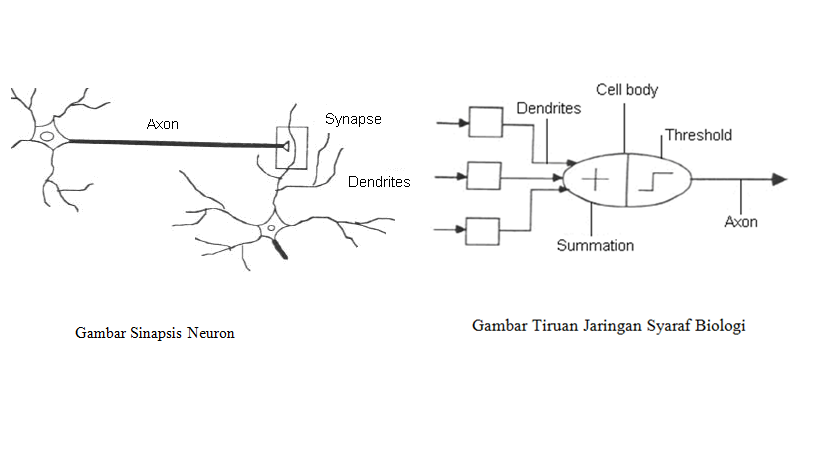 Axon
Synapse
Dendrites
Gambar Sinapsis Neuron
Cell body
Dendrites
Threshold
Axon
Summation
Gambar Tiruan Jaringan Syaraf Biologi